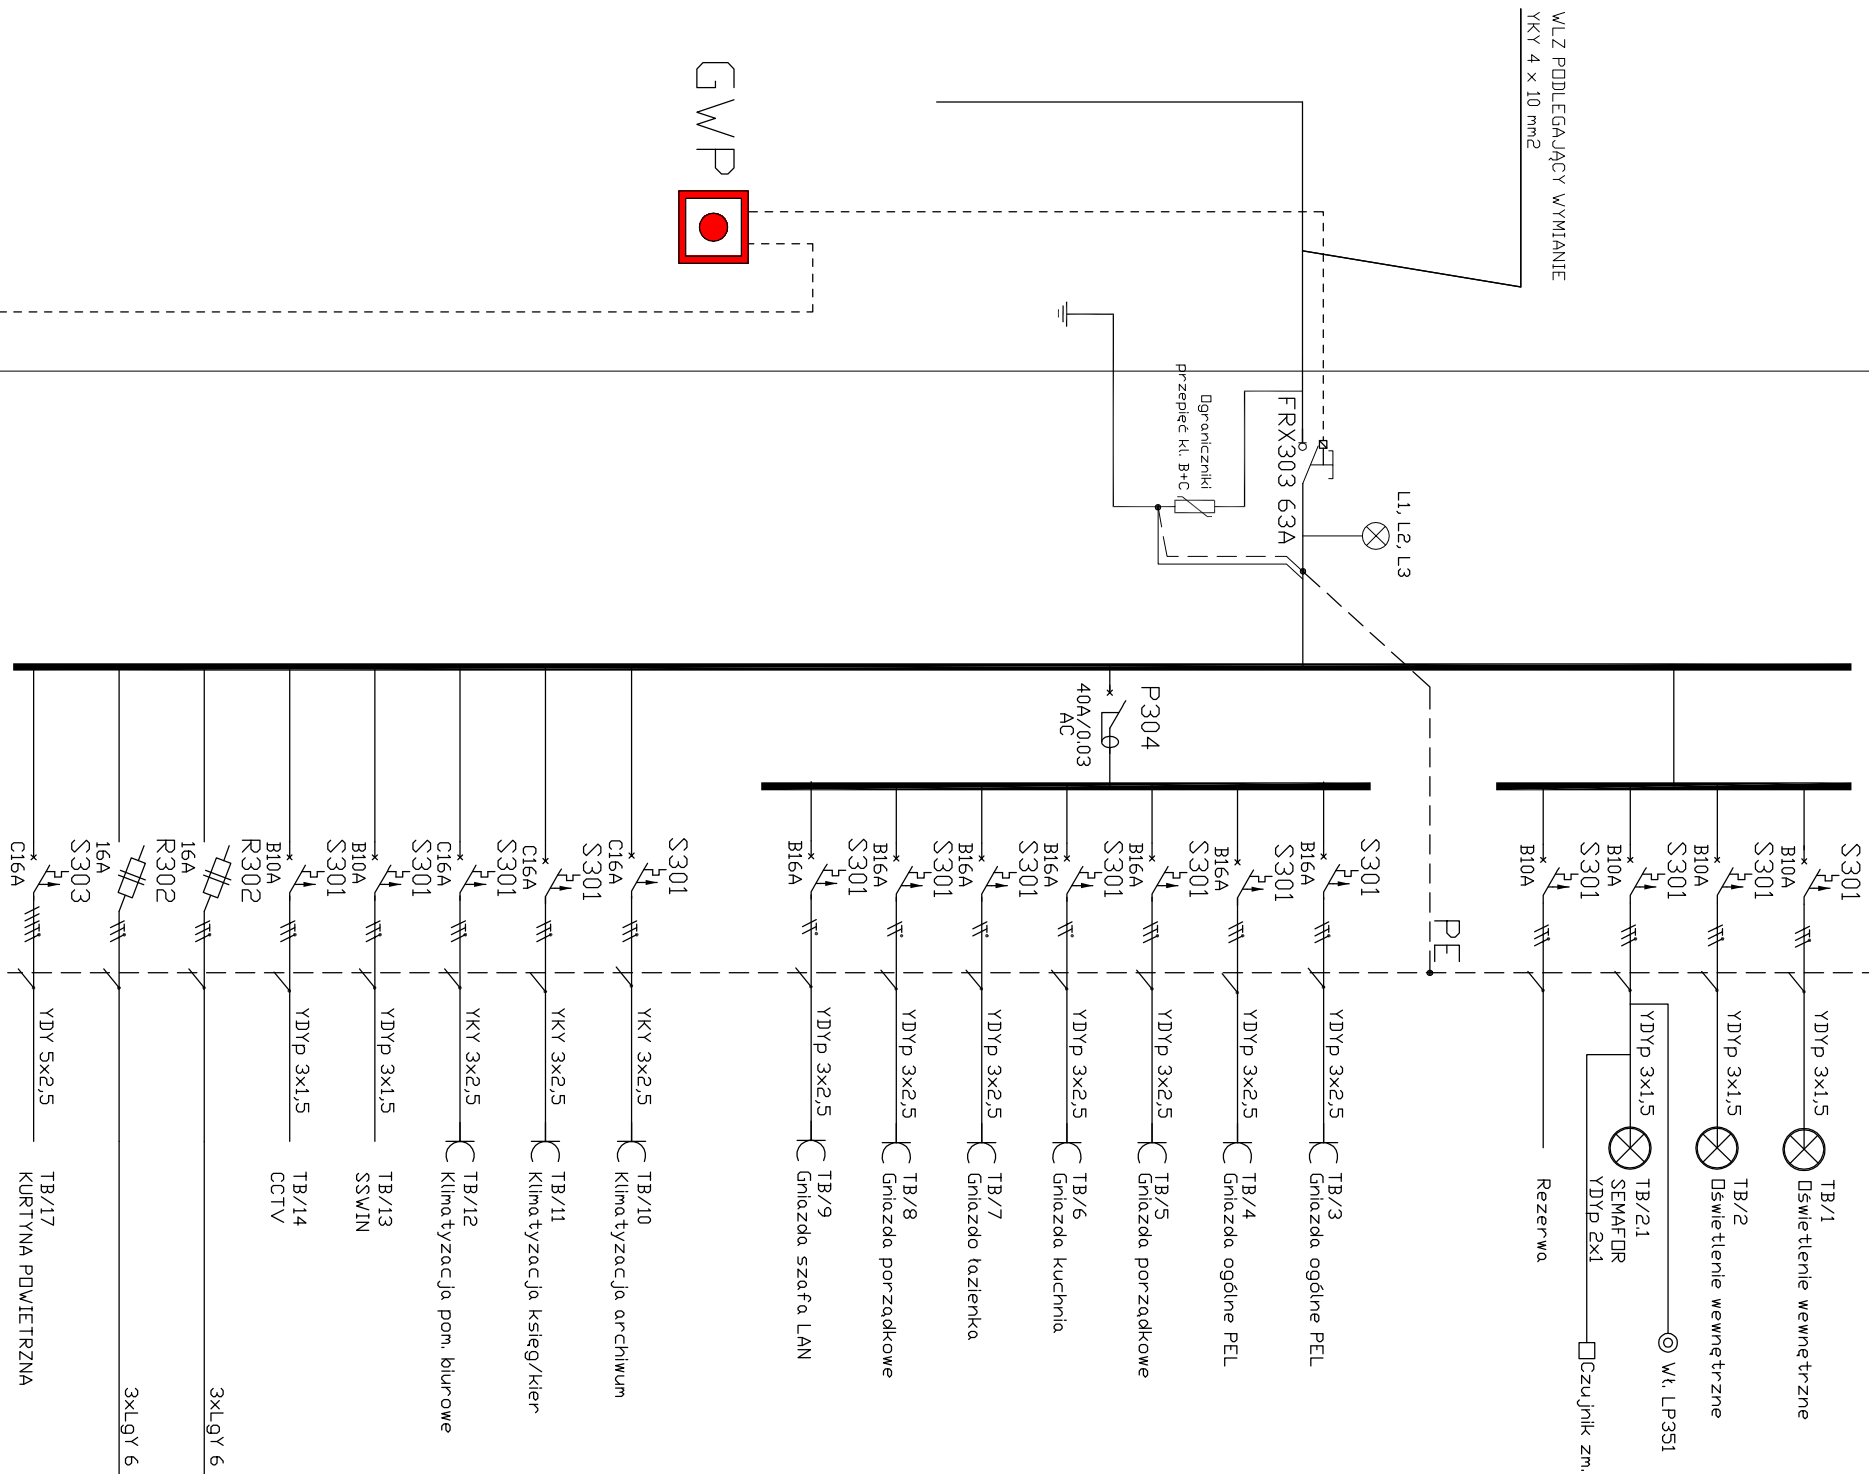 WLZ PODLEGAJĄCY WYMIANIE
YKY 4 x 10 mm2
GWP
L1, L2, L3
FRX303 63A
Ograniczniki
przepięć kl. B+C
P304
40A/0.03
AC
PE
S301
B10A
YDYp 3x1,5
TB/1
Oświetlenie wewnętrzne
S301
B10A
YDYp 3x1,5
TB/2
Oświetlenie wewnętrzne
S301
B10A
YDYp 3x1,5
TB/2.1
SEMAFOR
YDYp 2x1
Wł. LP351
Czujnik zm.
S301
B10A
Rezerwa
S301
B16A
YDYp 3x2,5
TB/3
Gniazda ogólne PEL
S301
B16A
YDYp 3x2,5
TB/4
Gniazda ogólne PEL
S301
B16A
YDYp 3x2,5
TB/5
Gniazda porządkowe
S301
B16A
YDYp 3x2,5
TB/6
Gniazda kuchnia
S301
B16A
YDYp 3x2,5
TB/7
Gniazdo łazienka
S301
B16A
YDYp 3x2,5
TB/8
Gniazda porządkowe
S301
B16A
YDYp 3x2,5
TB/9
Gniazda szafa LAN
S301
C16A
YKY 3x2,5
TB/10
Klimatyzacja archiwum
S301
C16A
YKY 3x2,5
TB/11
Klimatyzacja księg/kier
S301
C16A
YKY 3x2,5
TB/12
Klimatyzacja pom. biurowe
S301
B10A
YDYp 3x1,5
TB/13
SSWIN
S301
B10A
YDYp 3x1,5
TB/14
CCTV
R302
16A
3xLgY 6
R302
16A
3xLgY 6
S303
C16A
YDY 5x2,5
TB/17
KURTYNA POWIETRZNA